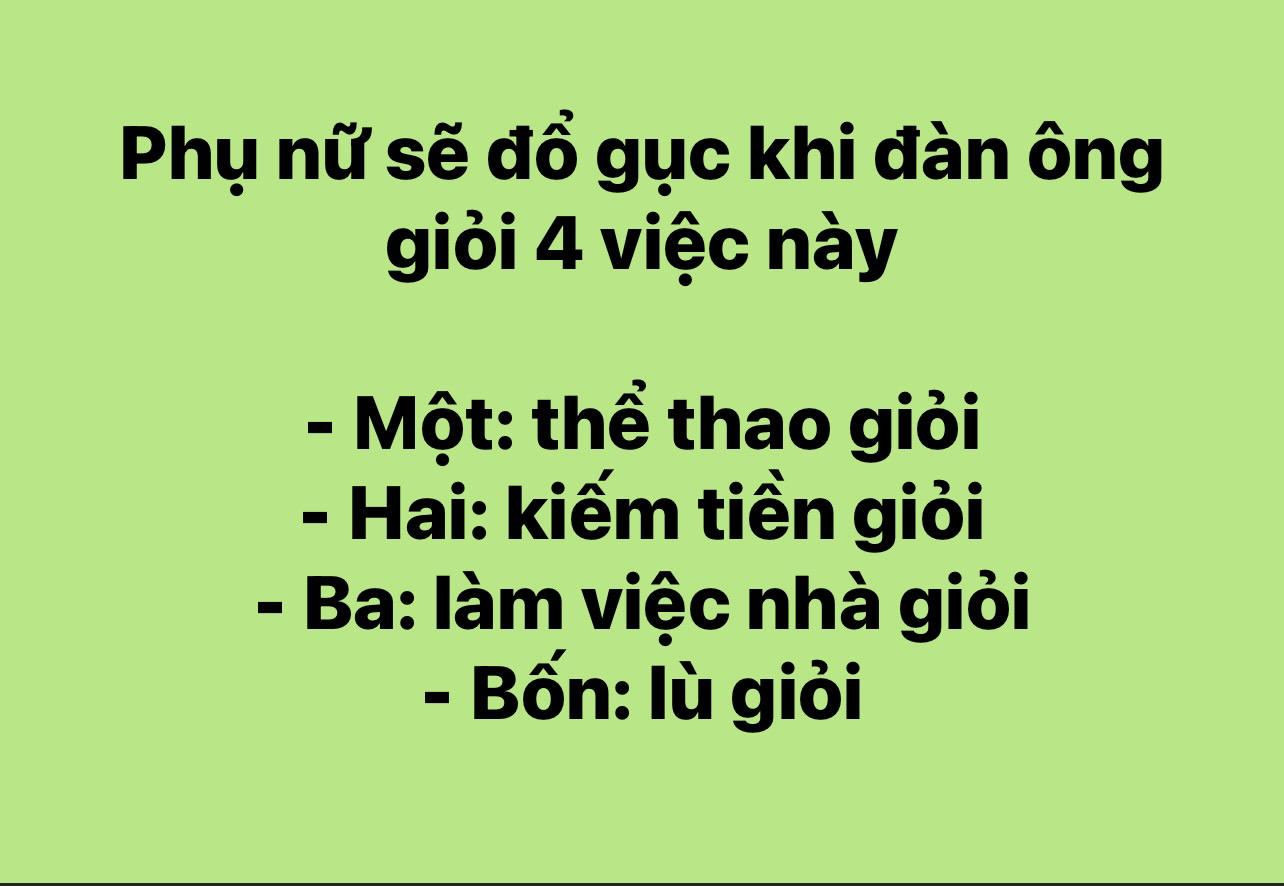 Phụ nữ sẽ đổ gục khi đàn ông
giỏi 4 việc này
- Một: thể thao giỏi
- Hai: kiếm tiền giỏi
- Ba: làm việc nhà giỏi
- Bốn: lù giỏi